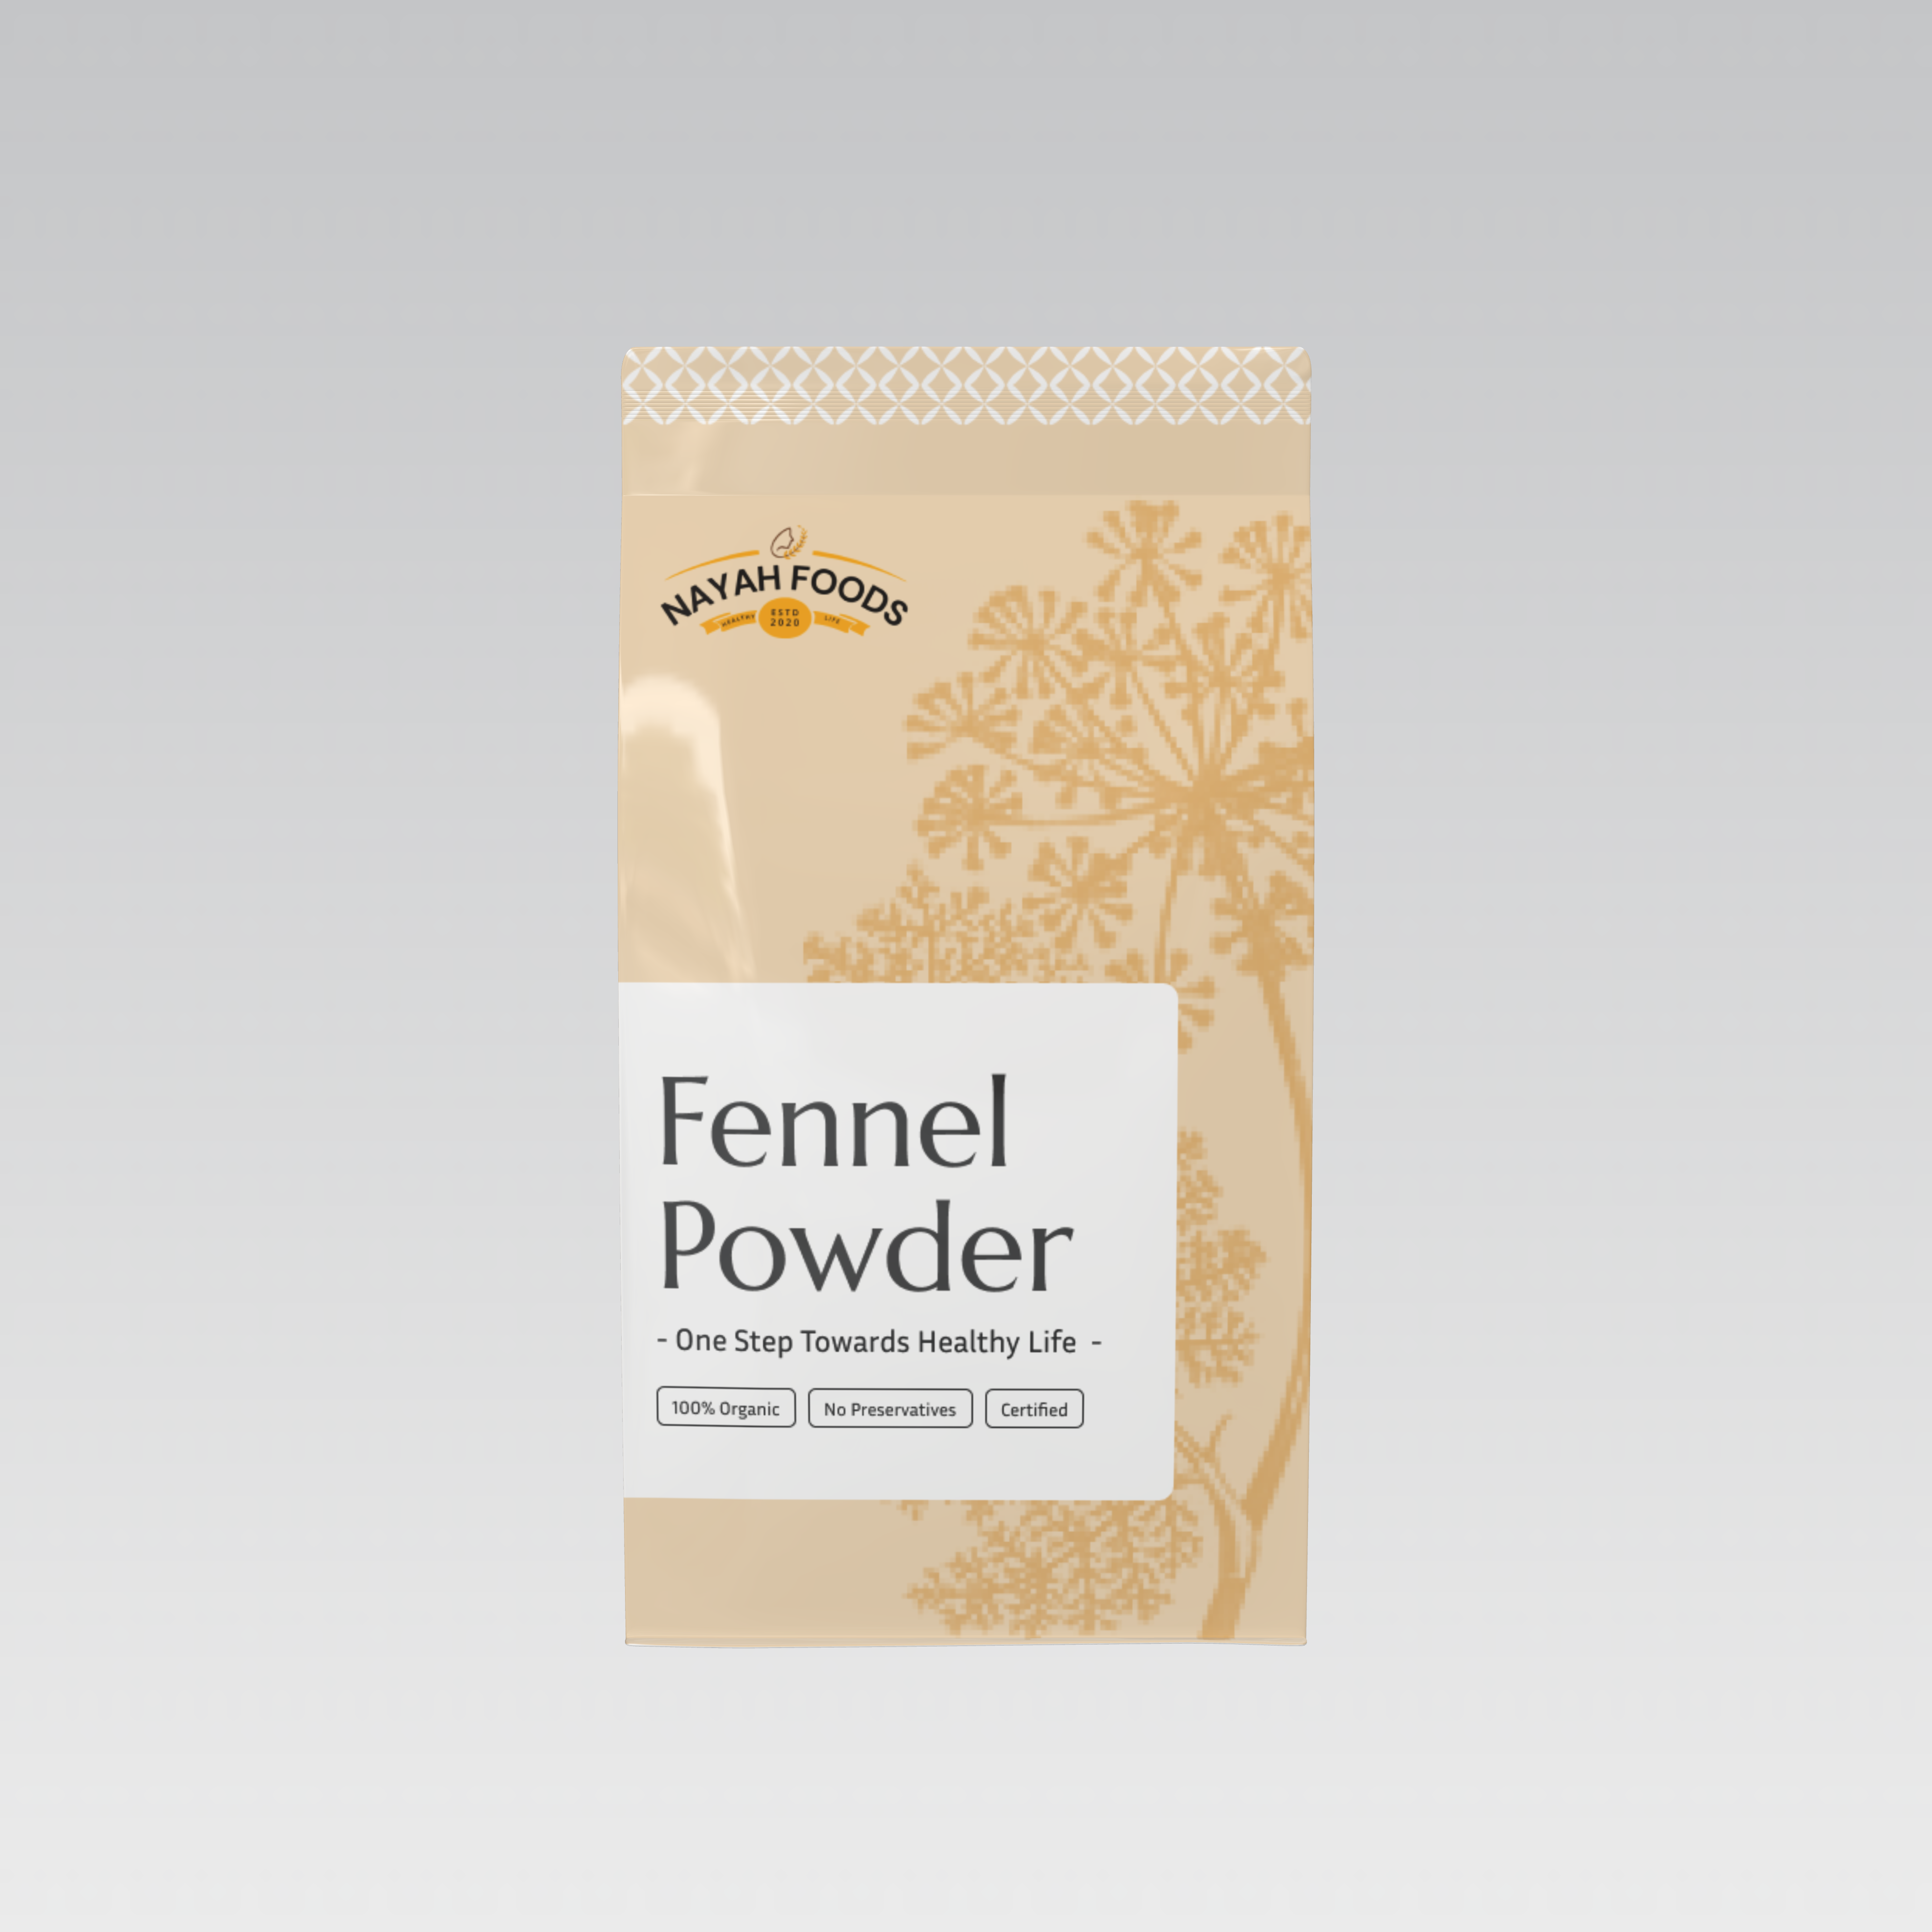 NAYAH FOODS
HEALTHY
ESTD
2020
LIFE
Fennel
Powder
- One Step Towards Healthy Life -
100% Organic
No Preservatives
Certified